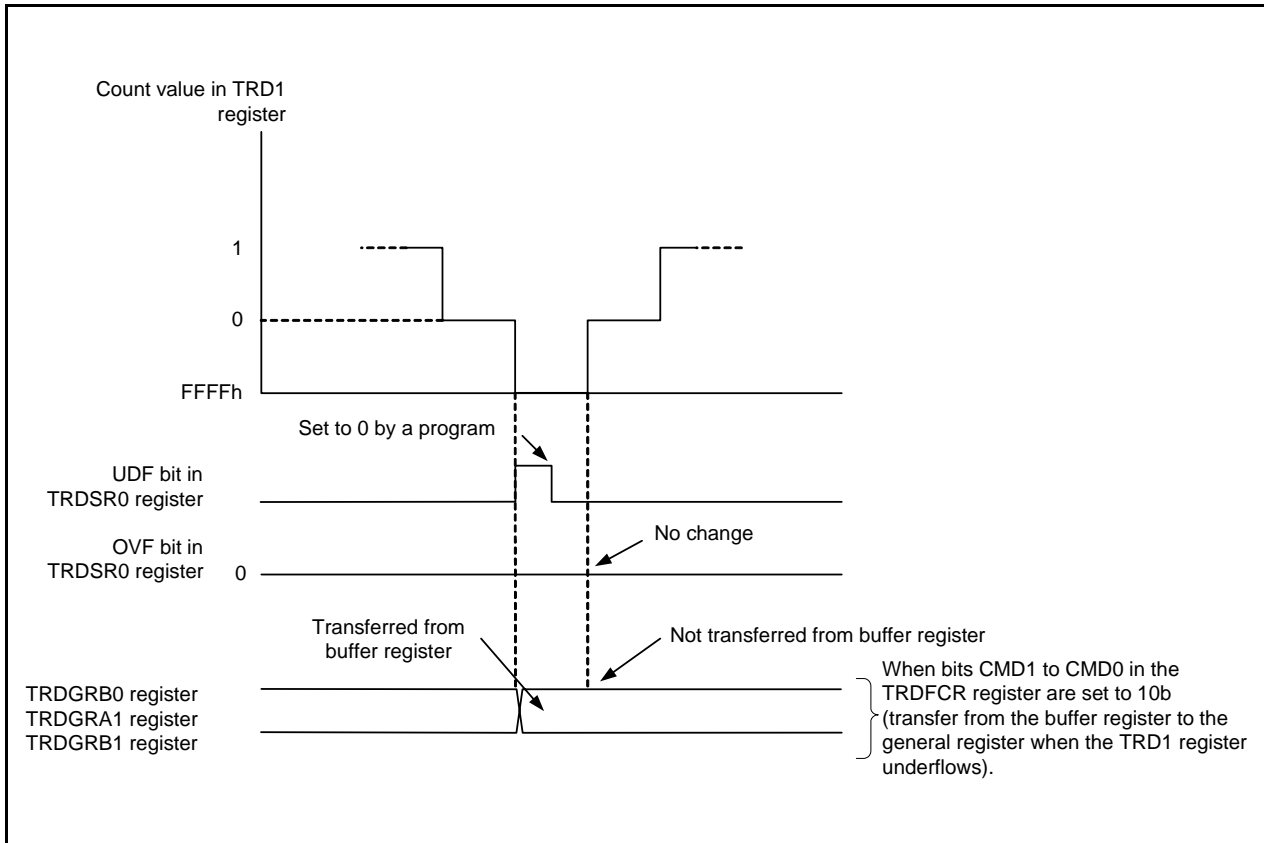 Count value in TRD1
register
1
0
FFFFh
Set to 0 by a program
UDF bit in
TRDSR0 register
No change
OVF bit in
TRDSR0 register
0
Transferred from
buffer register
Not transferred from buffer register
TRDGRB0 register
TRDGRA1 register
TRDGRB1 register
When bits CMD1 to CMD0 in the
TRDFCR register are set to 10b
(transfer from the buffer register to the
general register when the TRD1 register
underflows).